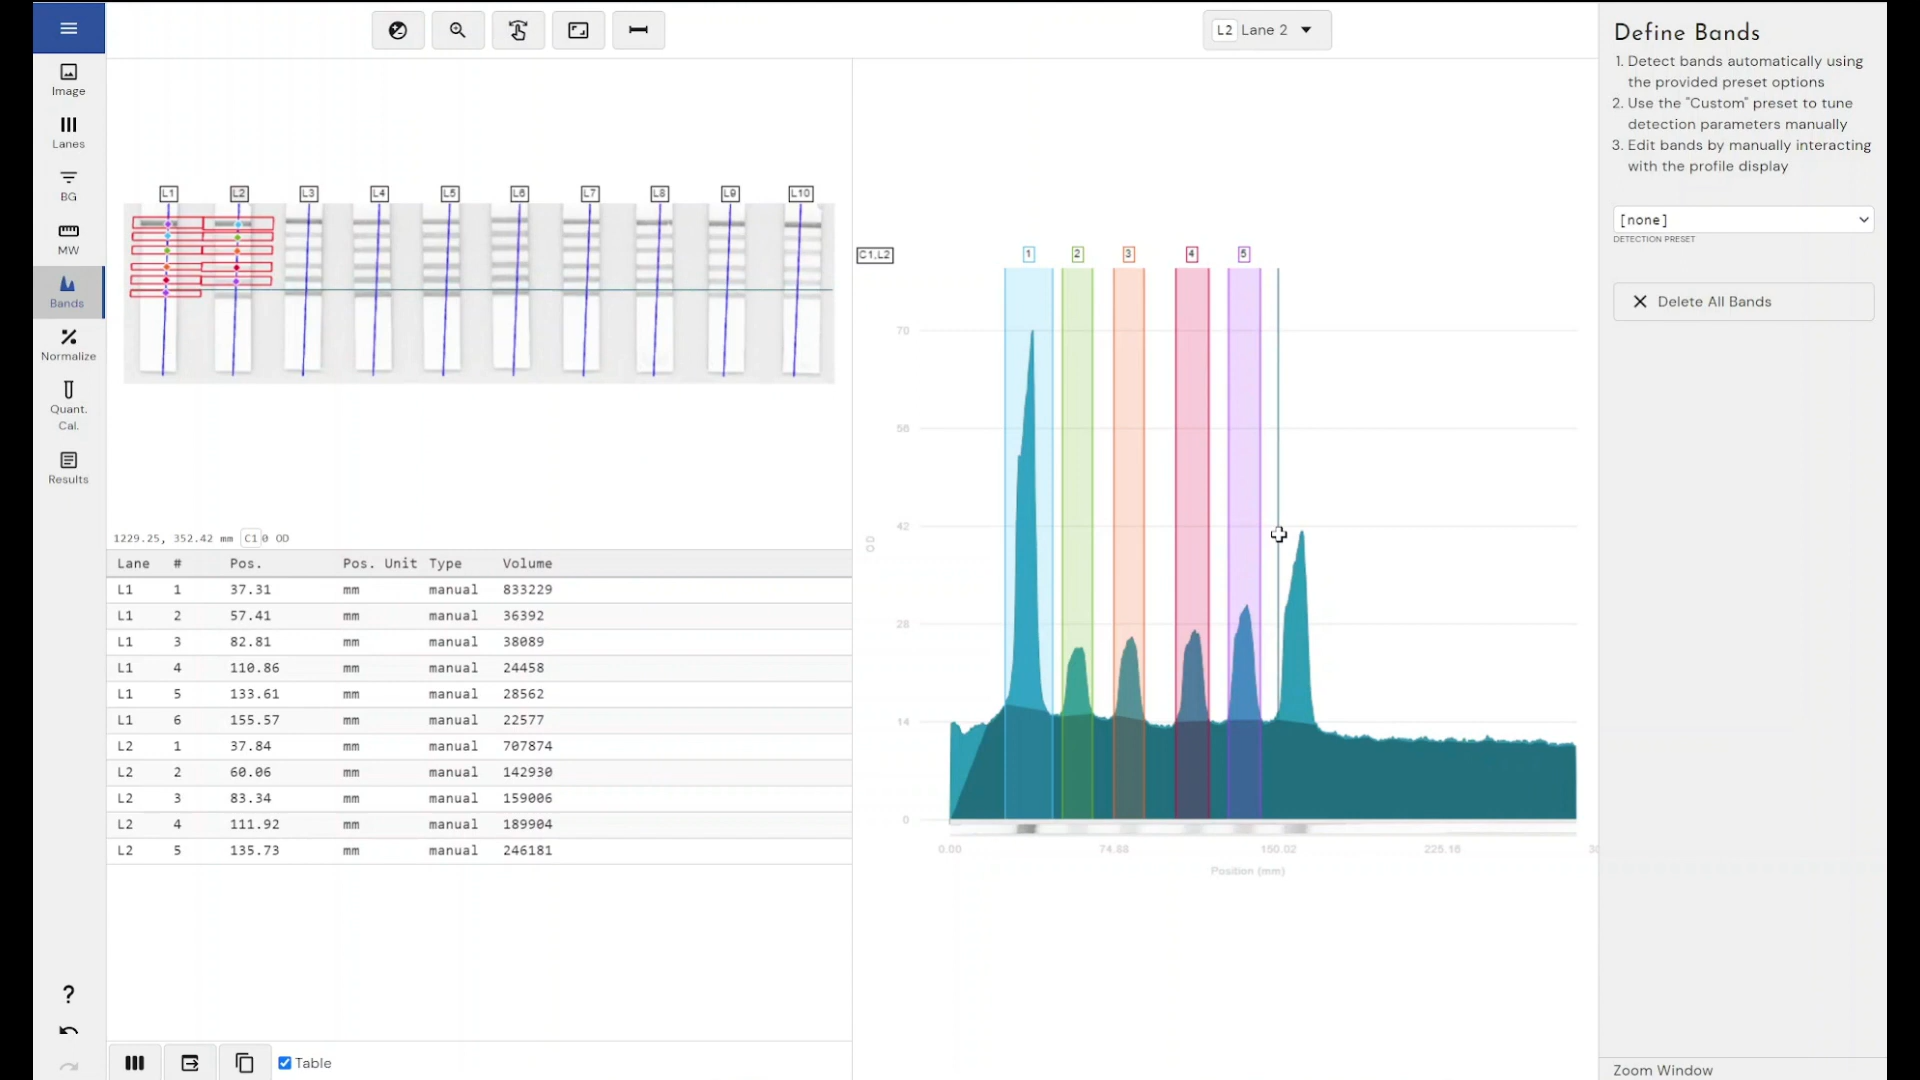 L2 Lane 2
Define Bands
1. Detect bands automatically using
the provided preset options
2. Use the "Custom" preset to tune
detection parameters manually
3. Edit bands by manually interacting
with the profile display
[none]
DETECTION PRESET
Delete All Bands
Zoom Window
Image
Lanes
BG
MW
Bands
Normalize
Quant.
Cal.
Results
?
L1 L2 L3 L4 L5 L6 L7 L8 L9 L10
1229.25, 352.42 mm C1 0 OD
Lane # Pos. Pos. Unit Type Volume
L1 1 37.31 mm manual 833229
L1 2 57.41 mm manual 36392
L1 3 82.81 mm manual 38089
L1 4 110.86 mm manual 24458
L1 5 133.61 mm manual 28562
L1 6 155.57 mm manual 22577
L2 1 37.84 mm manual 707874
L2 2 60.06 mm manual 142930
L2 3 83.34 mm manual 159006
L2 4 111.92 mm manual 189904
L2 5 135.73 mm manual 246181
Table
C1,L2
1 2 3 4 5
70
56
42
28
14
0
OD
0.00 74.88 150.02 225.16
Position (mm)